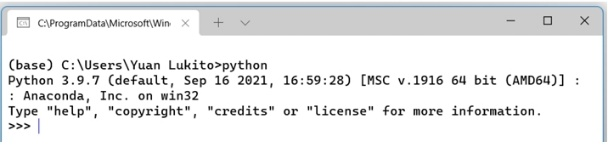 C:\ProgramData\Microsoft\Win
(base) C:\Users\Yuan Lukito>python
Python 3.9.7 (default, Sep 16 2021, 16:59:28) [MSC v.1916 64 bit (AMD64)] :
: Anaconda, Inc. on win32
Type "help", "copyright", "credits" or "license" for more information.
>>>